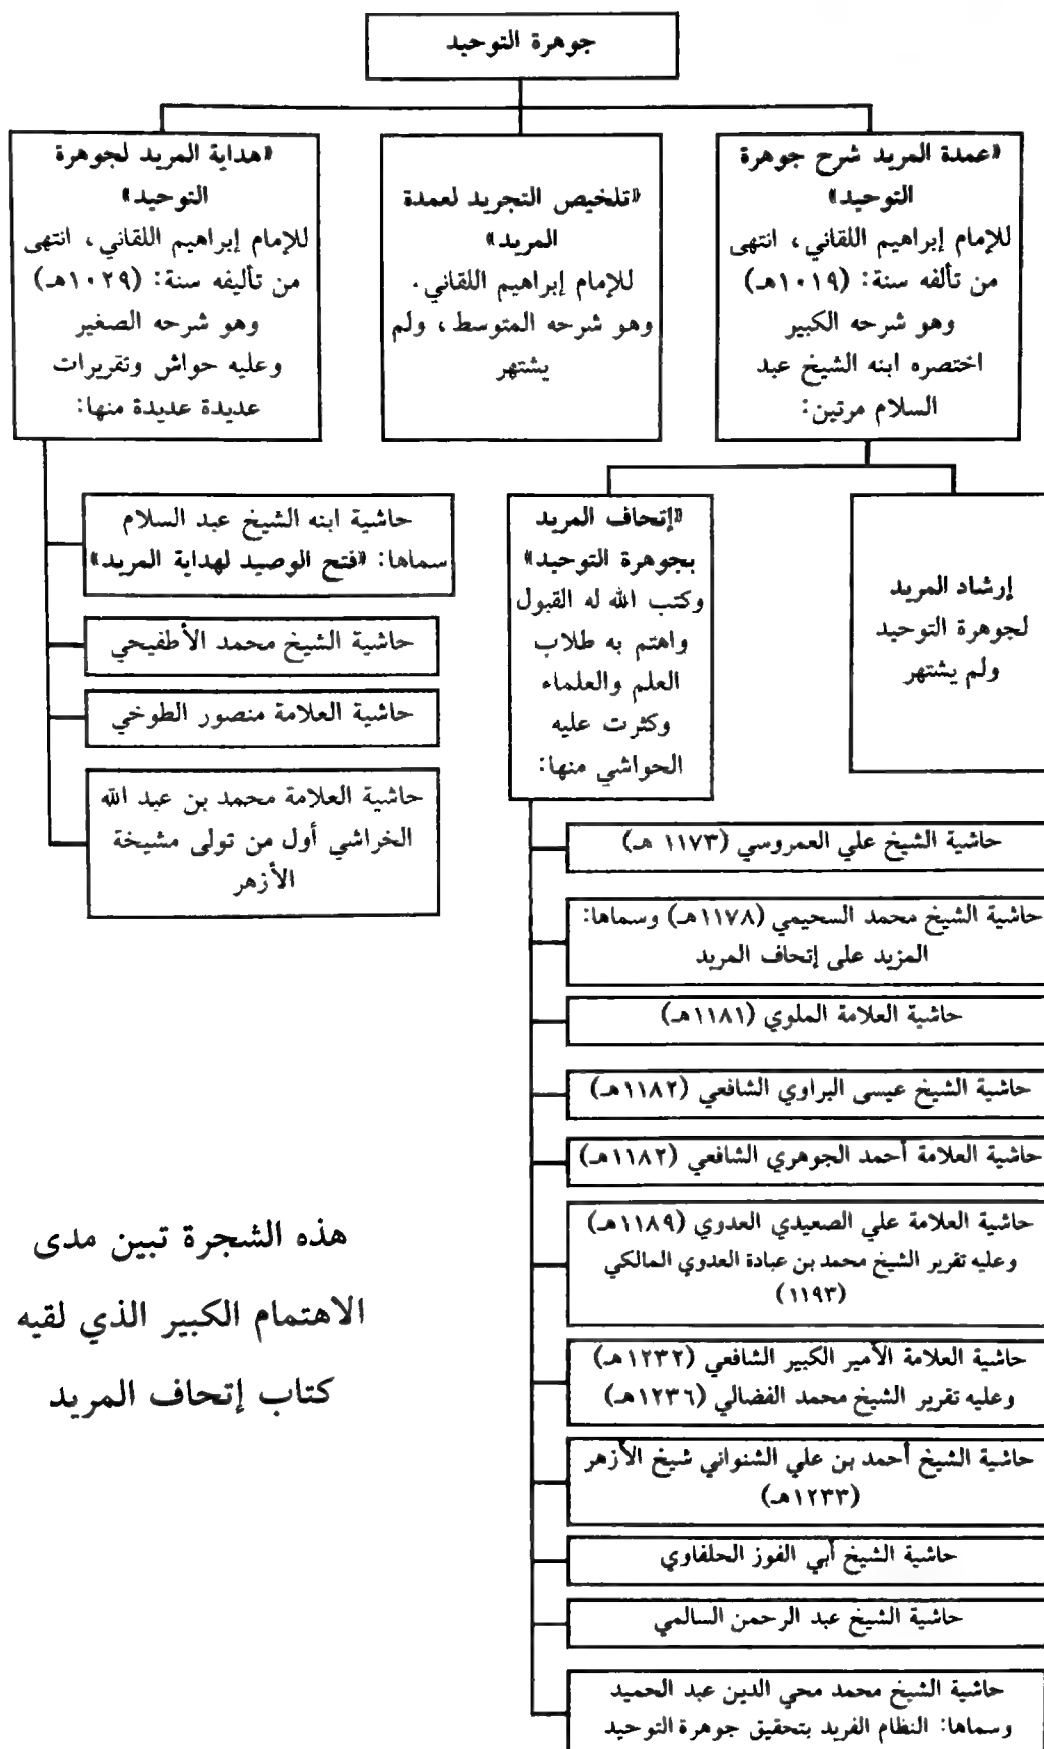 جوهرة التوحيد
«عمدة المريد شرح جوهرة
التوحيد»
للإمام إبراهيم اللقاني، انتهى
من تألفه سنة: (١٠١٩هـ)
وهو شرحه الكبير
اختصره ابنه الشيخ عبد
السلام مرتين:
«تلخيص التجريد لعمدة
المريد»
للإمام إبراهيم اللقاني.
وهو شرحه المتوسط، ولم
يشتهر
«هداية المريد لجوهرة
التوحيد»
للإمام إبراهيم اللقاني، انتهى
من تأليفه سنة: (١٠٢٩هـ)
وهو شرحه الصغير
وعليه حواش وتقريرات
عديدة عديدة منها:
إرشاد المريد
لجوهرة التوحيد
ولم يشتهر
«إتحاف المريد
بجوهرة التوحيد»
وكتب الله له القبول
واهتم به طلاب
العلم والعلماء
وكثرت عليه
الحواشي منها:
حاشية ابنه الشيخ عبد السلام
سماها: «فتح الوصيد لهداية المريد»
حاشية الشيخ محمد الأطفيحي
حاشية العلامة منصور الطوخي
حاشية العلامة محمد بن عبد الله
الخراشي أول من تولى مشيخة
الأزهر
حاشية الشيخ علي العمروسي (١١٧٣ هـ)
حاشية الشيخ محمد السحيمي (١١٧٨هـ) وسماها:
المزيد على إتحاف المريد
حاشية العلامة الملوي (١١٨١هـ)
حاشية الشيخ عيسى البراوي الشافعي (١١٨٢هـ)
حاشية العلامة أحمد الجوهري الشافعي (١١٨٢هـ)
حاشية العلامة علي الصعيدي العدوي (١١٨٩هـ)
وعليه تقرير الشيخ محمد بن عبادة العدوي المالكي
(١١٩٣)
حاشية العلامة الأمير الكبير الشافعي (١٢٣٢هـ)
وعليه تقرير الشيخ محمد الفضالي (١٢٣٦هـ)
حاشية الشيخ أحمد بن علي الشنواني شيخ الأزهر
(١٢٣٣هـ)
حاشية الشيخ أبي الفوز الحلفاوي
حاشية الشيخ عبد الرحمن السالمي
حاشية الشيخ محمد محي الدين عبد الحميد
وسماها: النظام الفريد بتحقيق جوهرة التوحيد
هذه الشجرة تبين مدى
الاهتمام الكبير الذي لقيه
كتاب إتحاف المريد